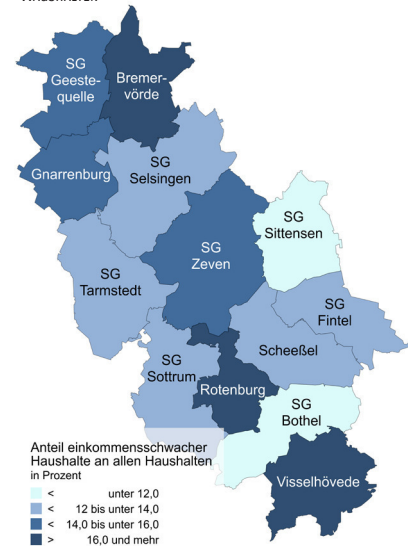 SG
Geeste-
quelle
Bremer-
vörde
Gnarrenburg
SG
Selsingen
SG
Sittensen
SG
Zeven
SG
Tarmstedt
SG
Fintel
Scheeßel
SG
Sottrum
Rotenburg
SG
Bothel
Visselhövede
Anteil einkommensschwacher
Haushalte an allen Haushalten
in Prozent
< unter 12,0
< 12 bis unter 14,0
< 14,0 bis unter 16,0
> 16,0 und mehr